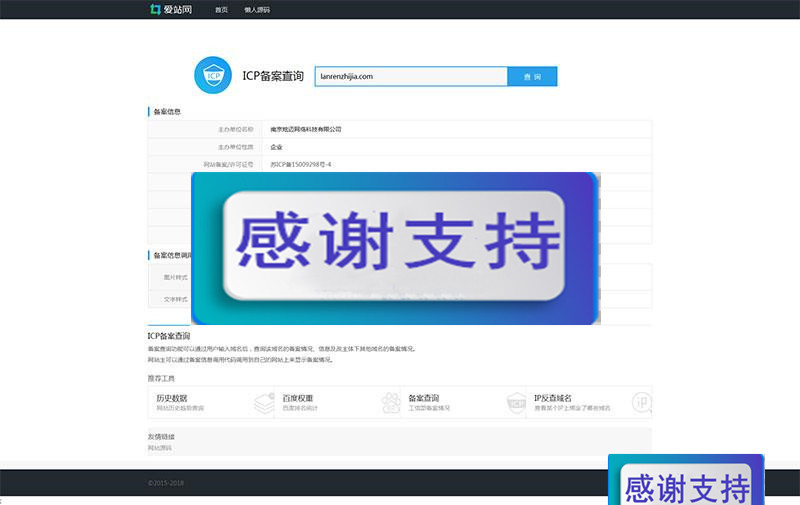 爱站网 首页 懒人源码
ICP ICP备案查询 lanrenzhijia.com 查 询
备案信息
主办单位名称 南京炫迈网络科技有限公司
主办单位性质 企业
网站备案/许可证号 苏ICP备15009298号-4
感谢支持
备案信息调用
图片样式
文字样式
ICP备案查询
备案查询功能可以通过用户输入域名后，查询该域名的备案情况、信息及改主体下其他域名的备案情况。
网站主可以通过备案信息调用代码调用到自己的网站上来显示备案情况。
推荐工具
历史数据 百度权重 备案查询 IP反查域名
网站历史趋势查询 百度排名统计 工信部备案情况 查看某个IP上绑定了哪些域名
ICP IP
友情链接
网站源码
©2015-2018
感谢支持